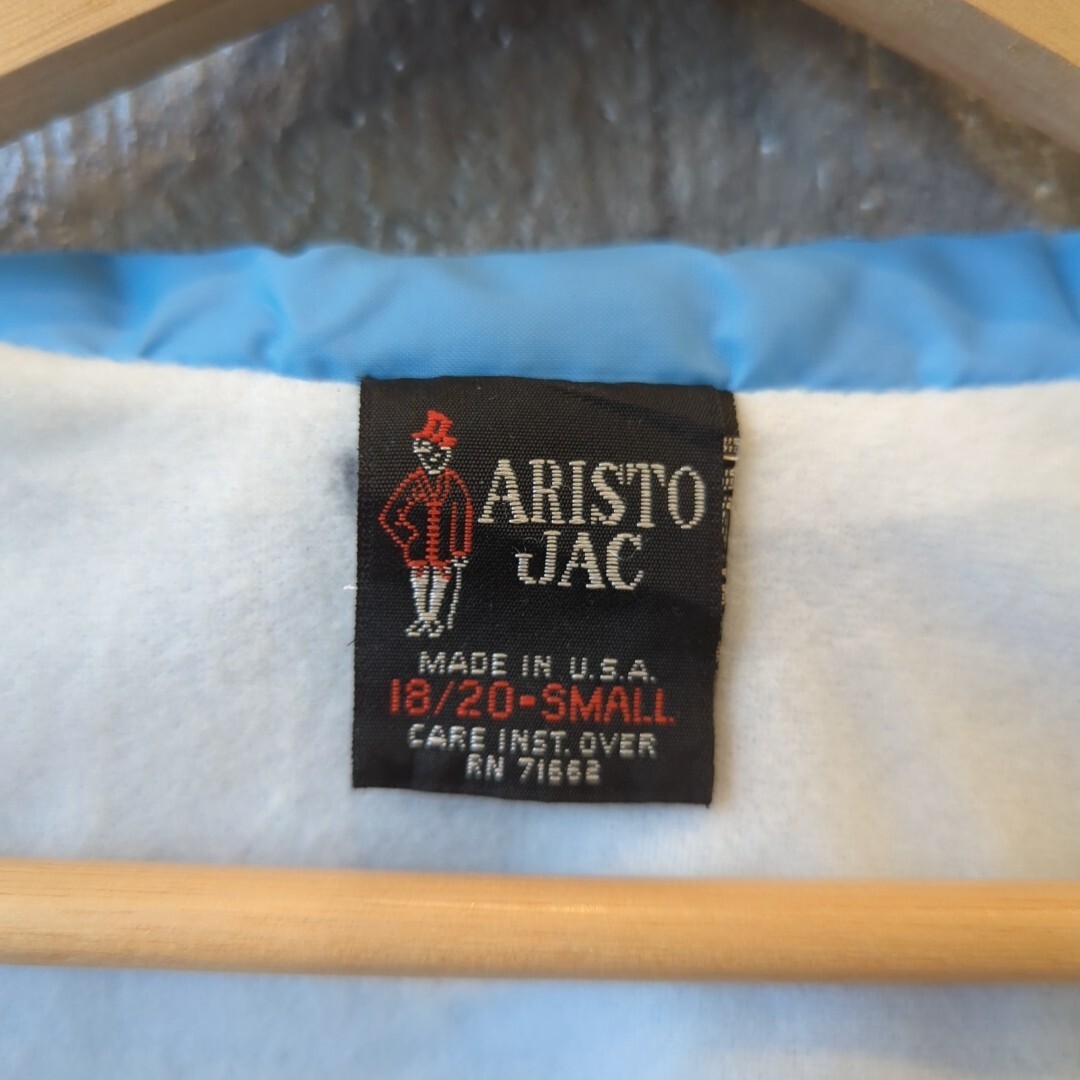 ARISTO
JAC
MADE IN U.S.A.
18/20-SMALL
CARE INST. OVER
RN 71662